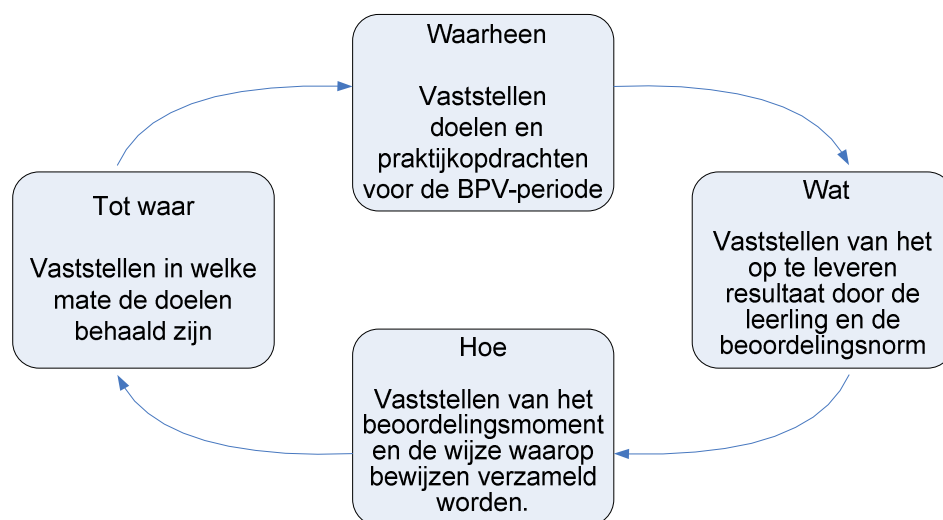 Waarheen
Vaststellen
doelen en
praktijkopdrachten
voor de BPV-periode
Wat
Vaststellen van het
op te leveren
resultaat door de
leerling en de
beoordelingsnorm
Hoe
Vaststellen van het
beoordelingsmoment
en de wijze waarop
bewijzen verzameld
worden.
Tot waar
Vaststellen in welke
mate de doelen
behaald zijn